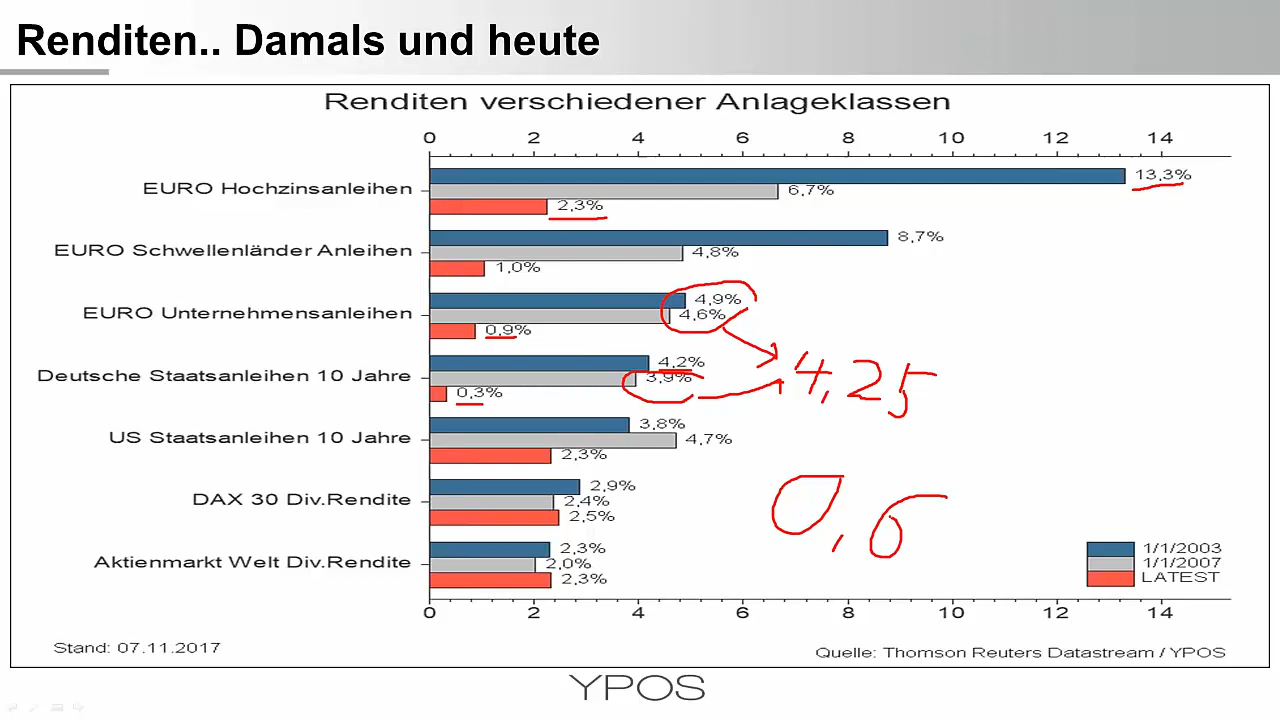 Renditen.. Damals und heute
Renditen verschiedener Anlageklassen
0 2 4 6 8 10 12 14
EURO Hochzinsanleihen
13,3%
6,7%
2,3%
EURO Schwellenländer Anleihen
8,7%
4,8%
1,0%
EURO Unternehmensanleihen
4,9%
4,6%
0,9%
Deutsche Staatsanleihen 10 Jahre
4,2%
3,9%
0,3%
4,25
US Staatsanleihen 10 Jahre
3,8%
4,7%
2,3%
DAX 30 Div.Rendite
2,9%
2,4%
2,5%
0,6
Aktienmarkt Welt Div.Rendite
2,3%
2,0%
2,3%
1/1/2003
1/1/2007
LATEST
0 2 4 6 8 10 12 14
Stand: 07.11.2017
Quelle: Thomson Reuters Datastream / YPOS
YPOS